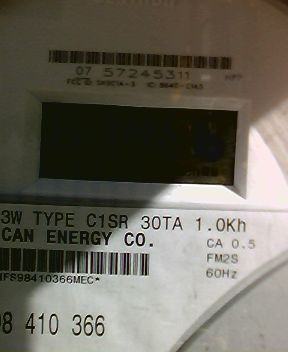 07 57245311
3W TYPE C1SR 30TA 1.0Kh
CAN ENERGY CO.
CA 0.5
FM2S
60Hz
IFS98410366MEC*
98 410 366